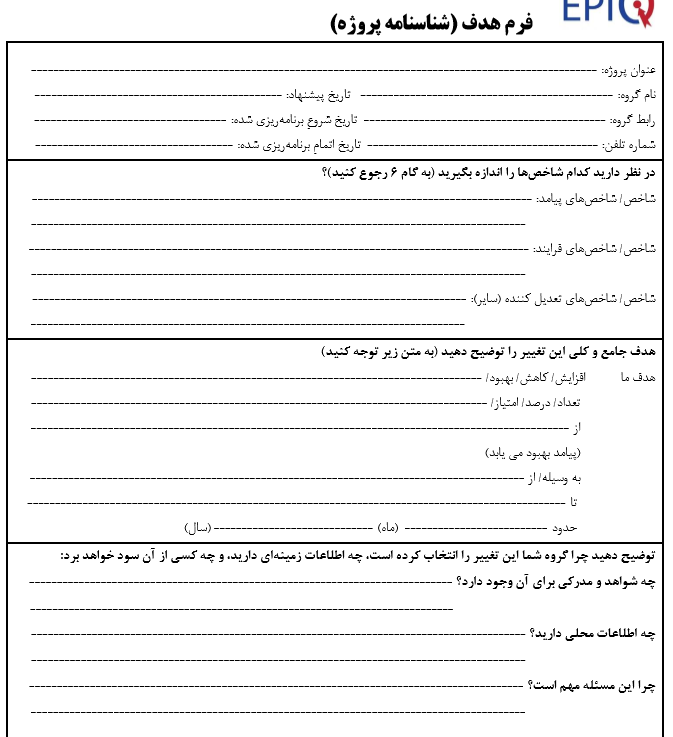 EPIQ
فرم هدف (شناسنامه پروژه)
عنوان پروژه:
نام گروه: تاریخ پیشنهاد:
رابط گروه: تاریخ شروع برنامه‌ریزی شده:
شماره تلفن: تاریخ اتمام برنامه‌ریزی شده:
در نظر دارید کدام شاخص‌ها را اندازه بگیرید (به گام ۶ رجوع کنید)؟
شاخص/ شاخص‌های پیامد:
شاخص/ شاخص‌های فرایند:
شاخص/ شاخص‌های تعدیل کننده (سایر):
هدف جامع و کلی این تغییر را توضیح دهید (به متن زیر توجه کنید)
هدف ما افزایش/ کاهش/ بهبود/
تعداد/ درصد/ امتیاز/
از
(پیامد بهبود می یابد)
به وسیله/ از
تا
حدود (ماه) (سال)
توضیح دهید چرا گروه شما این تغییر را انتخاب کرده است، چه اطلاعات زمینه‌ای دارید، و چه کسی از آن سود خواهد برد:
چه شواهد و مدرکی برای آن وجود دارد؟
چه اطلاعات محلی دارید؟
چرا این مسئله مهم است؟